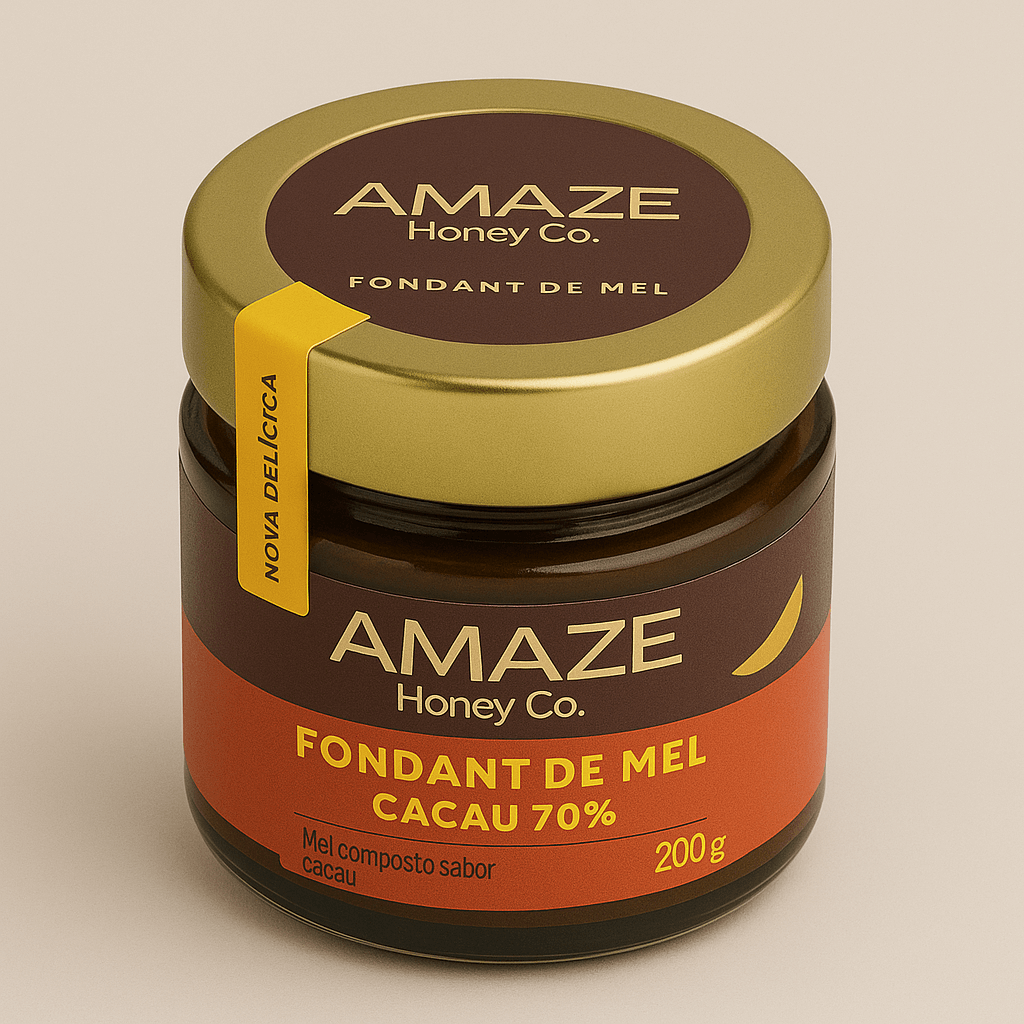 AMAZE
Honey Co.
FONDANT DE MEL
NOVA DELÍCICA
AMAZE
Honey Co.
FONDANT DE MEL
CACAU 70%
Mel composto sabor
cacau
200 g